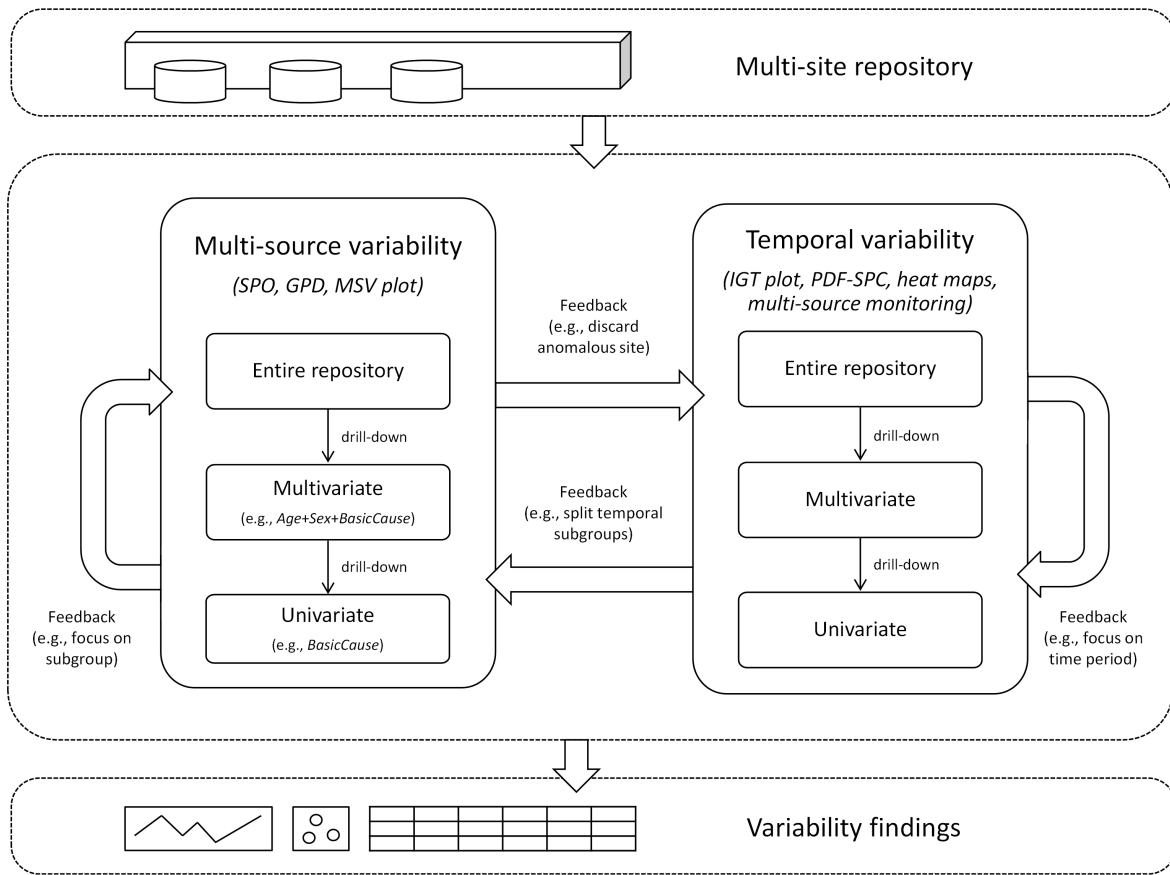 Multi-site repository
Multi-source variability
(SPO, GPD, MSV plot)
Entire repository
drill-down
Multivariate
(e.g., Age+Sex+BasicCause)
drill-down
Univariate
(e.g., BasicCause)
Feedback
(e.g., focus on
subgroup)
Feedback
(e.g., discard
anomalous site)
Feedback
(e.g., split temporal
subgroups)
Temporal variability
(IGT plot, PDF-SPC, heat maps,
multi-source monitoring)
Entire repository
drill-down
Multivariate
drill-down
Univariate
Feedback
(e.g., focus on
time period)
Variability findings